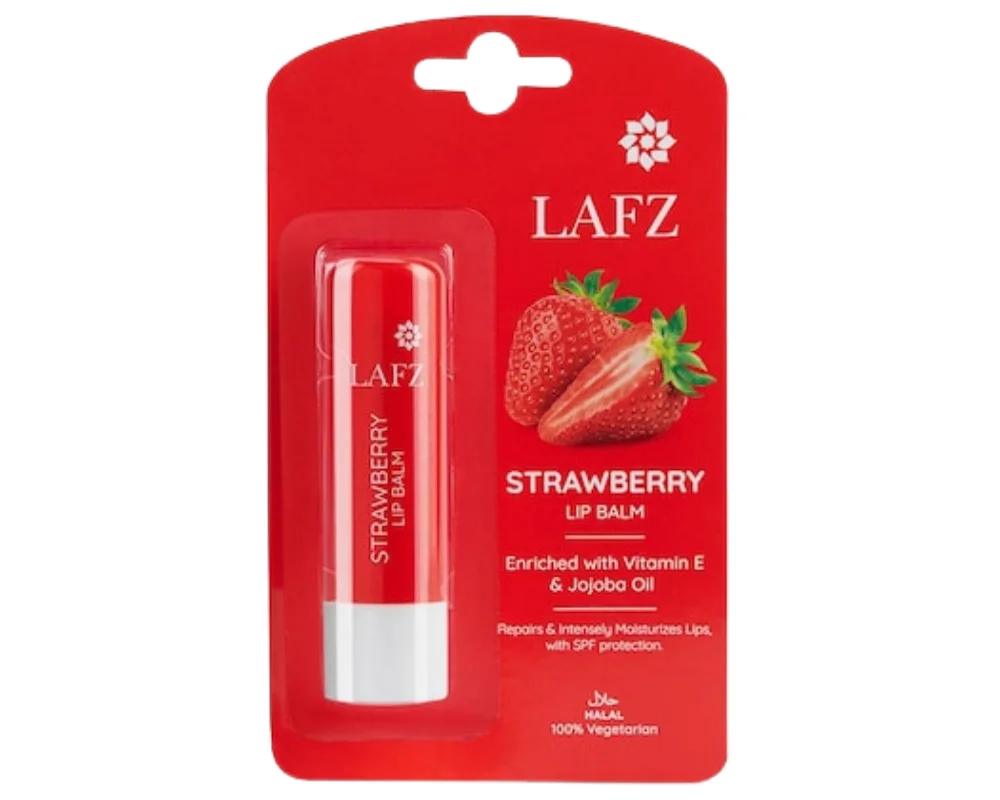 LAFZ
STRAWBERRY
LIP BALM
LAFZ
STRAWBERRY
LIP BALM
Enriched with Vitamin E
& Jojoba Oil
Repairs & Intensely Moisturizes Lips,
with SPF protection.
حلال
HALAL
100% Vegetarian